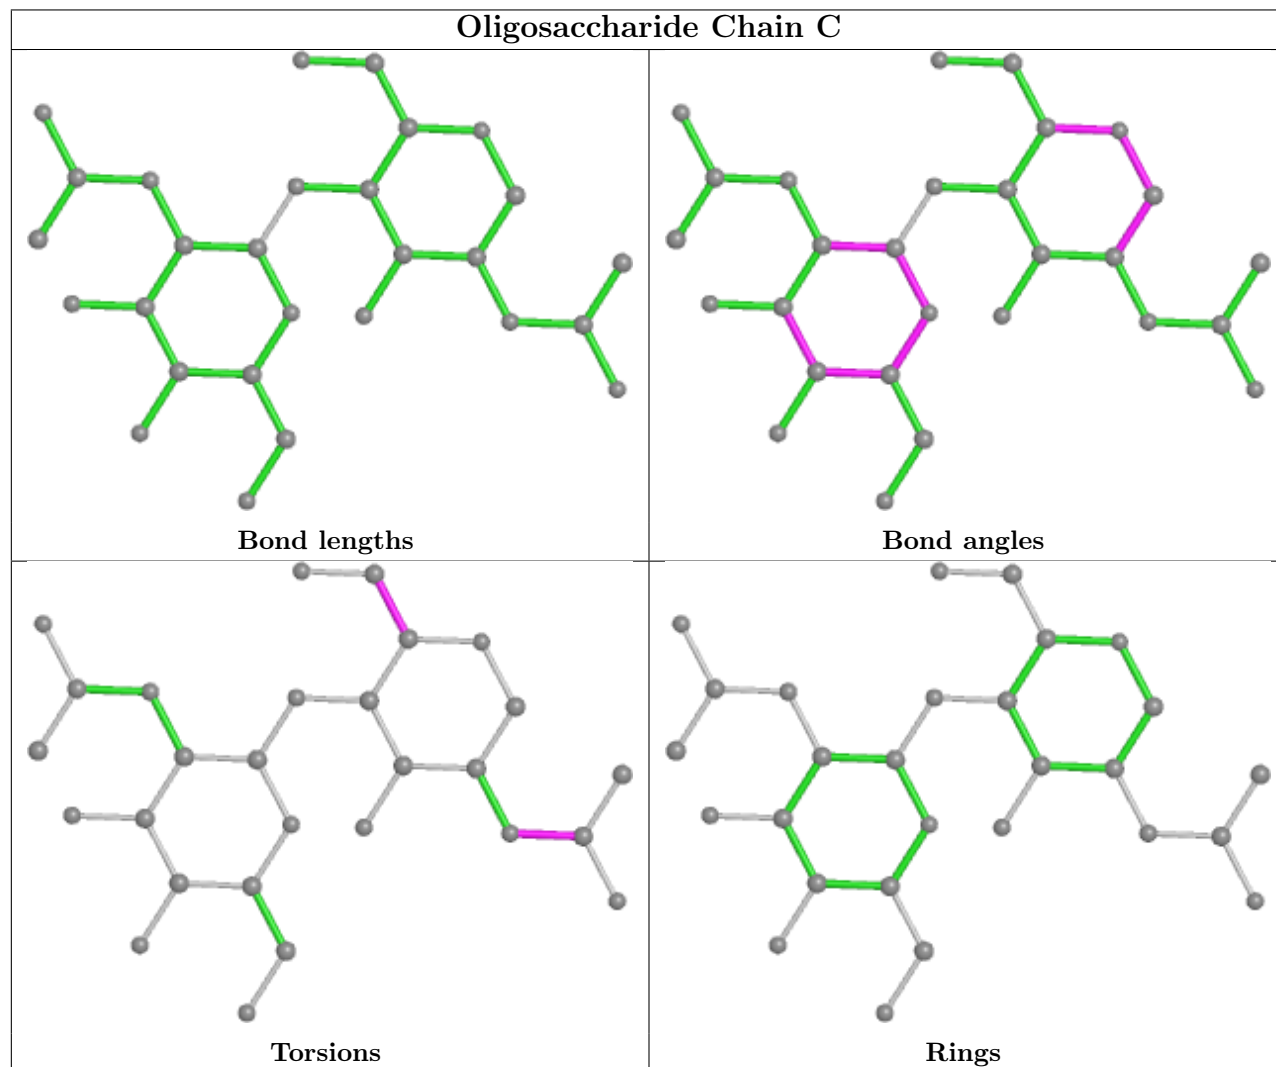 Oligosaccharide Chain C
Bond lengths
Bond angles
Torsions
Rings